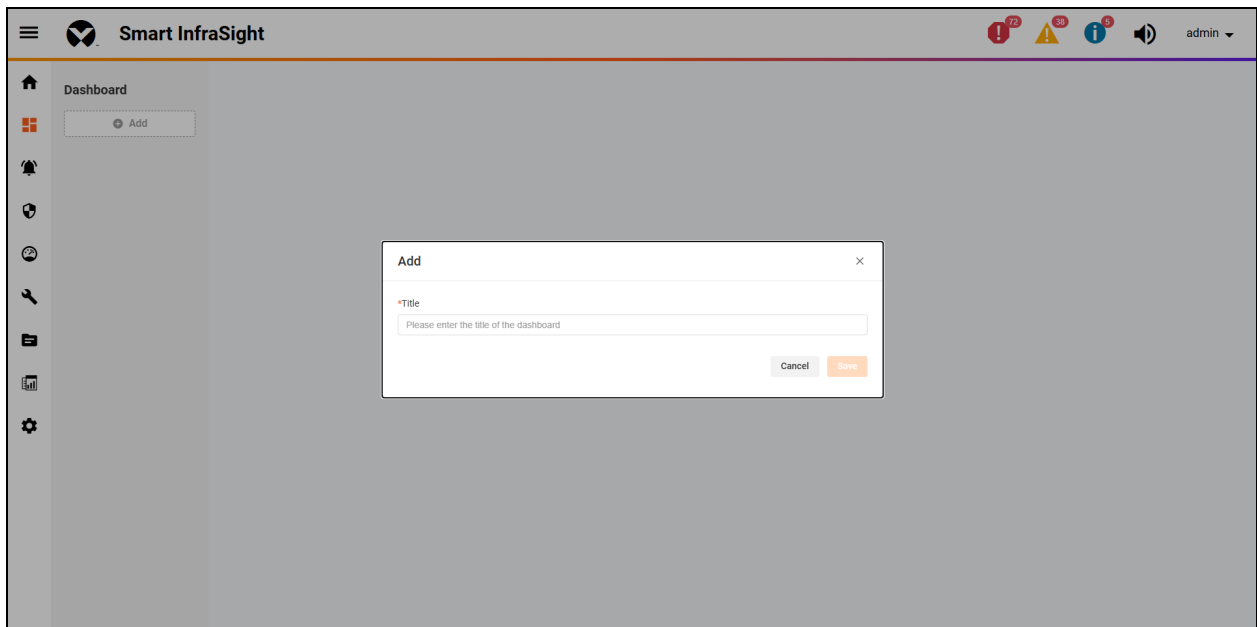 Smart InfraSight
72
38
5
admin
Dashboard
Add
Add
*Title
Please enter the title of the dashboard
Cancel
Save